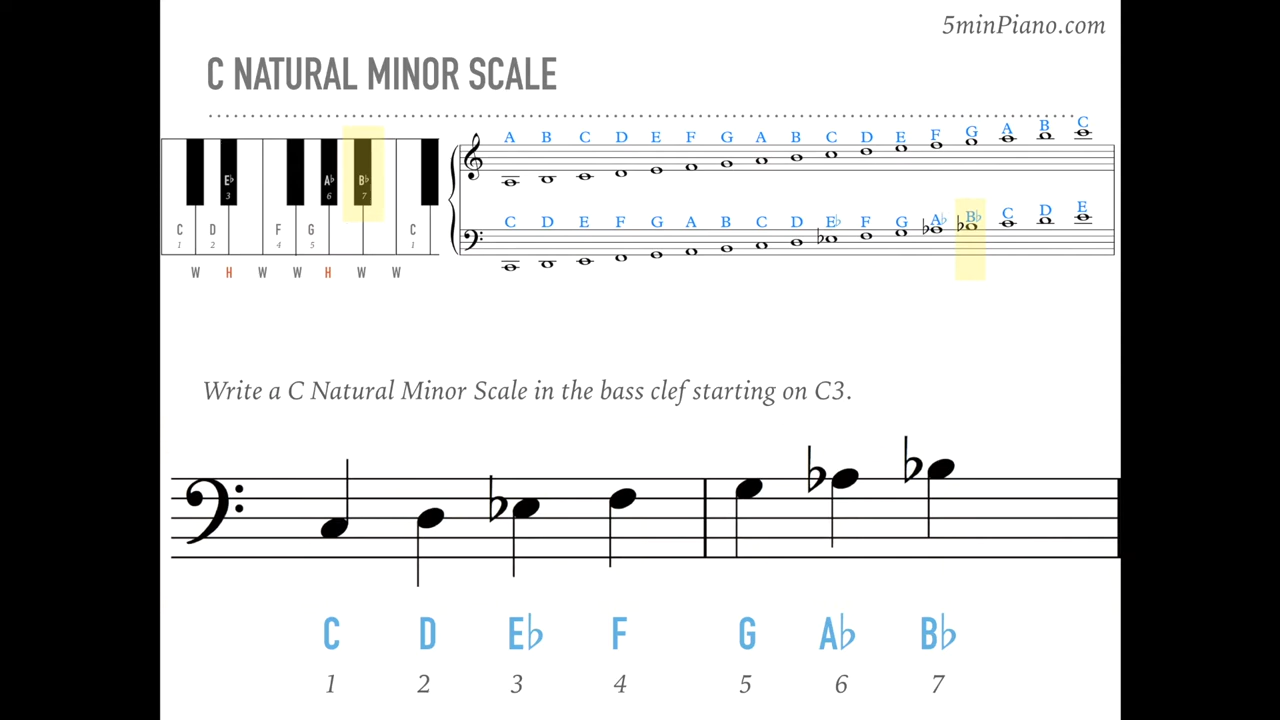 5minPiano.com
C NATURAL MINOR SCALE
A B C D E F G A B C D E F G A B C
E♭ A♭ B♭
3 6 7
C D E F G A B C D E♭ F G A♭ B♭ C D E
C D F G C
1 2 4 5 1
W H W W H W W
Write a C Natural Minor Scale in the bass clef starting on C3.
C D E♭ F G A♭ B♭
1 2 3 4 5 6 7